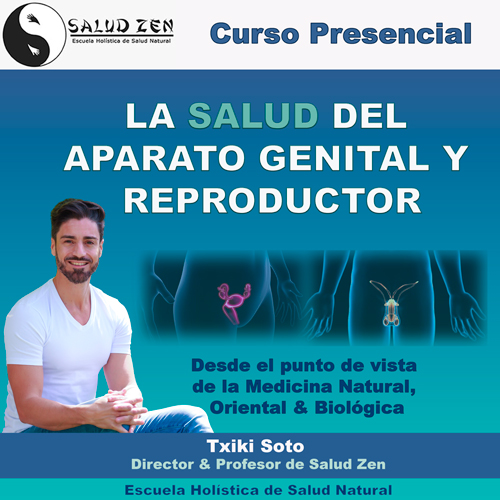 SALUD ZEN
Escuela Holística de Salud Natural
Curso Presencial
LA SALUD DEL
APARATO GENITAL Y
REPRODUCTOR
Desde el punto de vista
de la Medicina Natural,
Oriental & Biológica
Txiki Soto
Director & Profesor de Salud Zen
Escuela Holística de Salud Natural